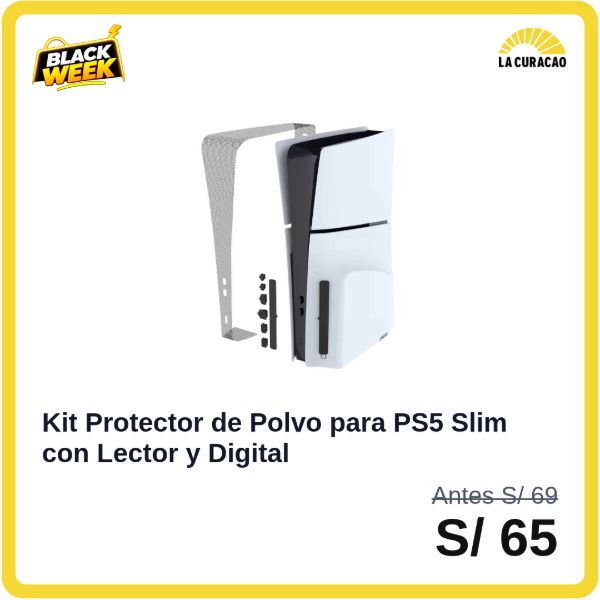 BLACK
WEEK
LA CURACAO
Kit Protector de Polvo para PS5 Slim
con Lector y Digital
Antes S/ 69
S/ 65